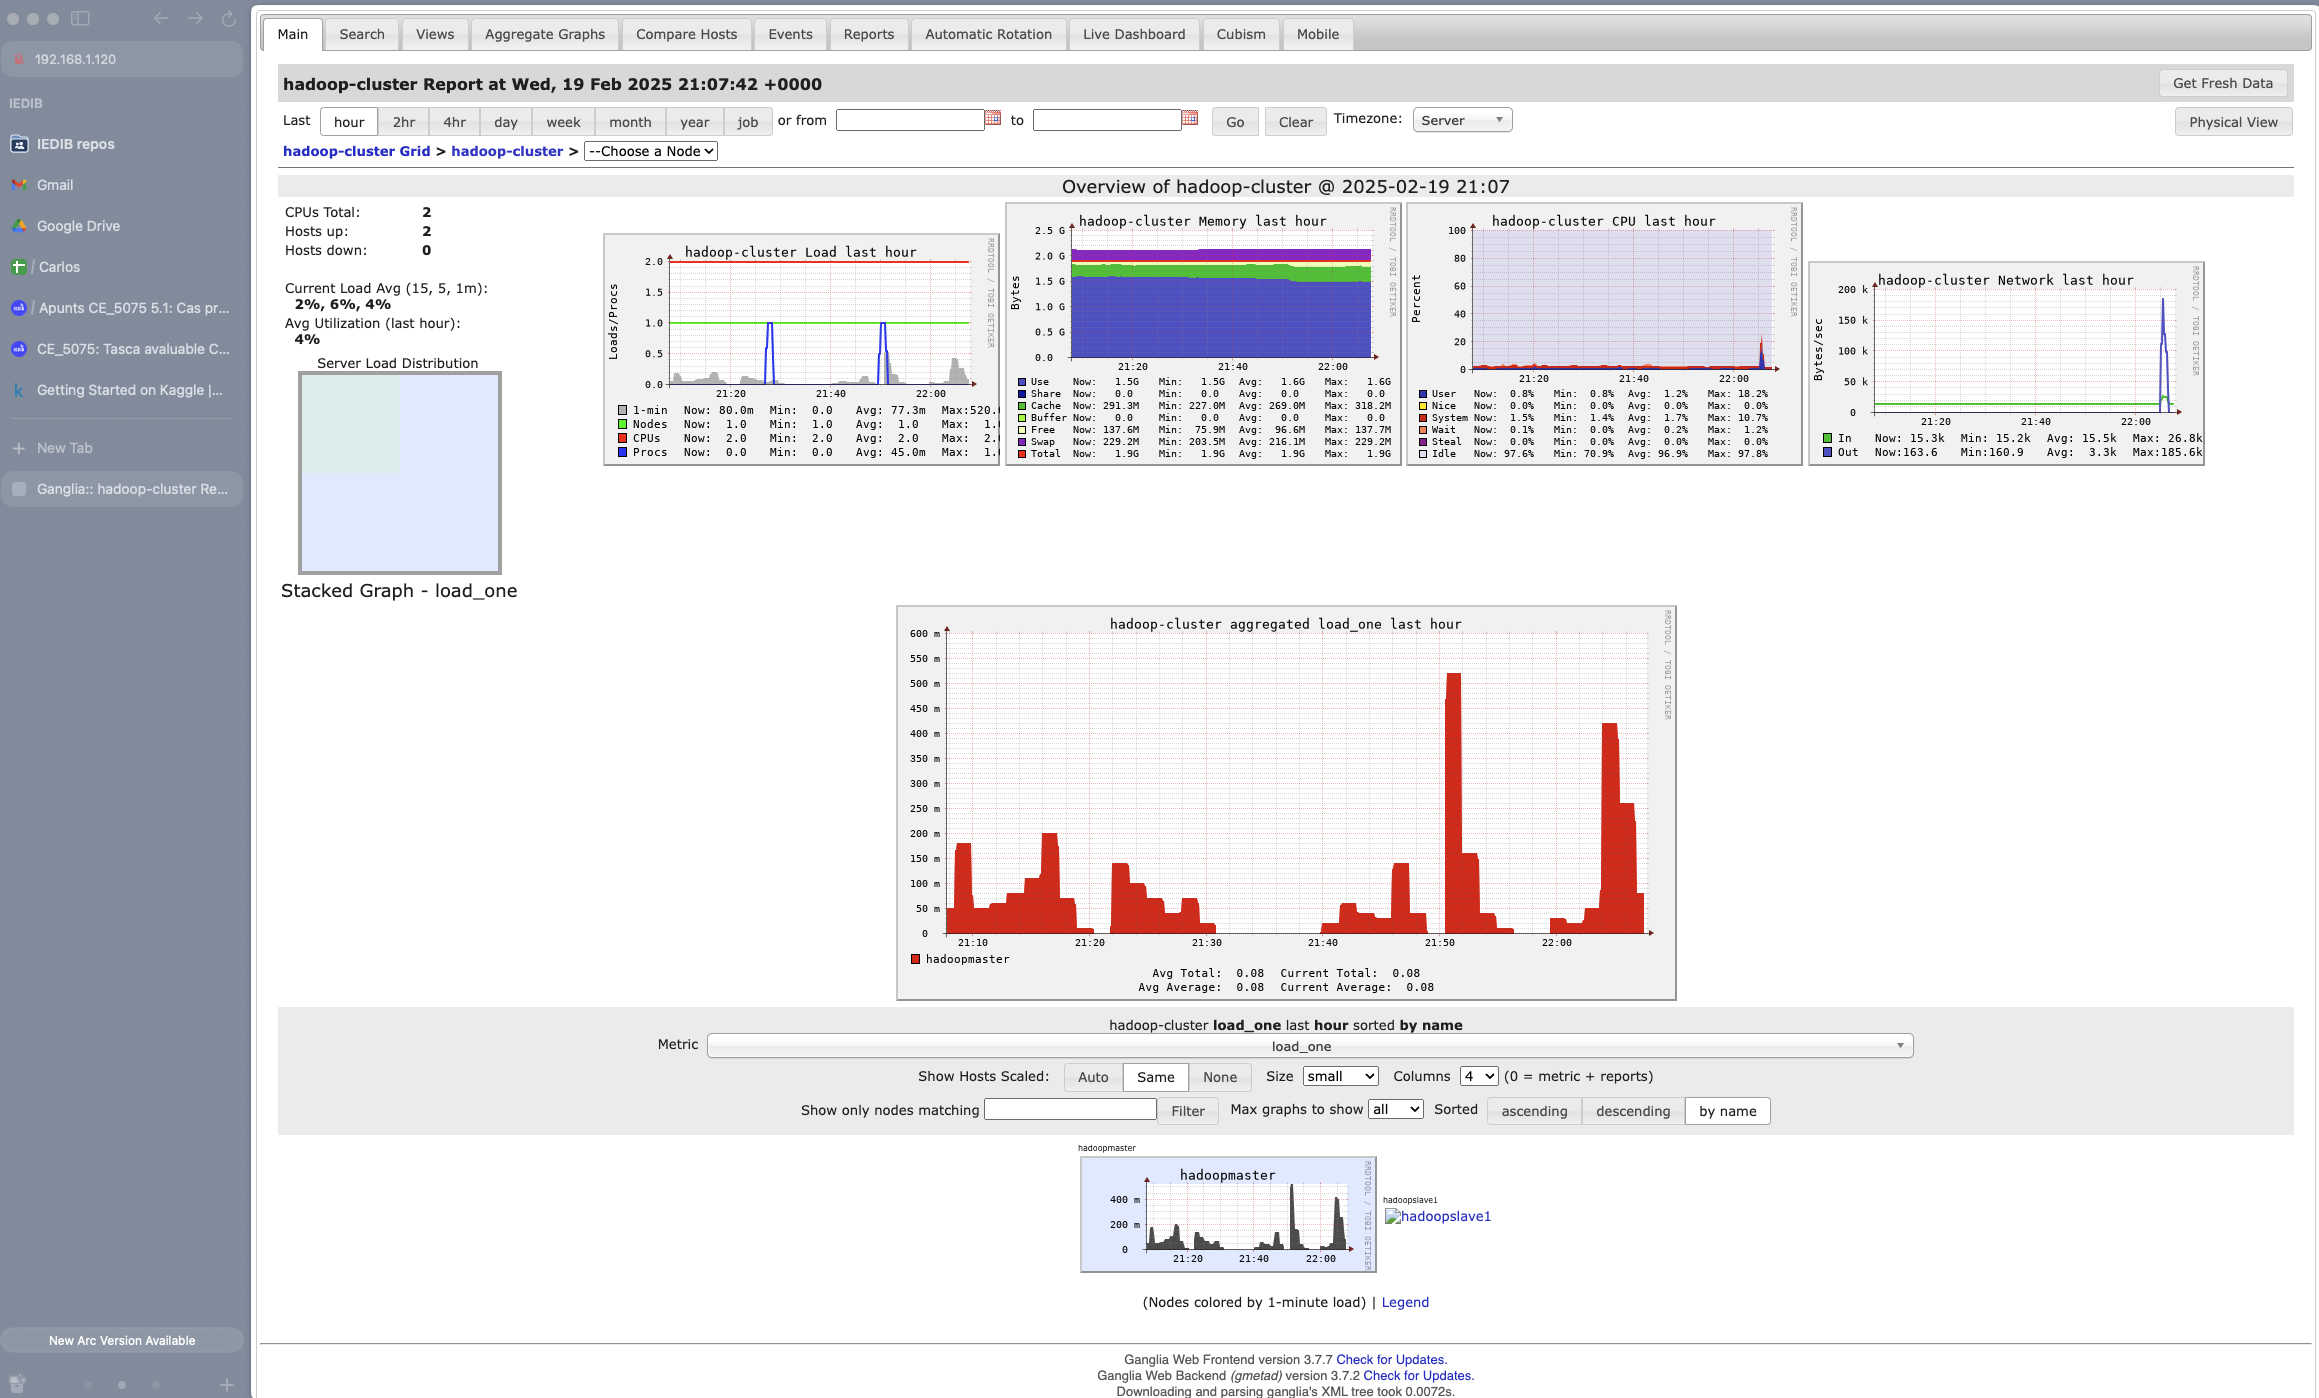 192.168.1.120
IEDIB
IEDIB repos
Gmail
Google Drive
/ Carlos
/ Apunts CE_5075 5.1: Cas pr...
CE_5075: Tasca avaluable C...
Getting Started on Kaggle |...
+ New Tab
Ganglia:: hadoop-cluster Re...
New Arc Version Available
Main Search Views Aggregate Graphs Compare Hosts Events Reports Automatic Rotation Live Dashboard Cubism Mobile
hadoop-cluster Report at Wed, 19 Feb 2025 21:07:42 +0000
Get Fresh Data
Last hour 2hr 4hr day week month year job or from to Go Clear Timezone: Server
Physical View
hadoop-cluster Grid > hadoop-cluster > --Choose a Node
Overview of hadoop-cluster @ 2025-02-19 21:07
CPUs Total: 2
Hosts up: 2
Hosts down: 0
Current Load Avg (15, 5, 1m):
2%, 6%, 4%
Avg Utilization (last hour):
4%
Server Load Distribution
Stacked Graph - load_one
hadoop-cluster Load last hour
RRDTOOL / TOBI OETIKER
Loads/Procs
2.0
1.5
1.0
0.5
0.0
21:20 21:40 22:00
1-min Now: 80.0m Min: 0.0 Avg: 77.3m Max:520.
Nodes Now: 1.0 Min: 1.0 Avg: 1.0 Max: 1.
CPUs Now: 2.0 Min: 2.0 Avg: 2.0 Max: 2.
Procs Now: 0.0 Min: 0.0 Avg: 45.0m Max: 1.
hadoop-cluster Memory last hour
RRDTOOL / TOBI OETIKER
Bytes
2.5 G
2.0 G
1.5 G
1.0 G
0.5 G
0.0
21:20 21:40 22:00
Use Now: 1.5G Min: 1.5G Avg: 1.6G Max: 1.6G
Share Now: 0.0 Min: 0.0 Avg: 0.0 Max: 0.0
Cache Now: 291.3M Min: 227.0M Avg: 269.0M Max: 318.2M
Buffer Now: 0.0 Min: 0.0 Avg: 0.0 Max: 0.0
Free Now: 137.6M Min: 75.9M Avg: 96.6M Max: 137.7M
Swap Now: 229.2M Min: 203.5M Avg: 216.1M Max: 229.2M
Total Now: 1.9G Min: 1.9G Avg: 1.9G Max: 1.9G
hadoop-cluster CPU last hour
RRDTOOL / TOBI OETIKER
Percent
100
80
60
40
20
0
21:20 21:40 22:00
User Now: 0.8% Min: 0.8% Avg: 1.2% Max: 18.2%
Nice Now: 0.0% Min: 0.0% Avg: 0.0% Max: 0.0%
System Now: 1.5% Min: 1.4% Avg: 1.7% Max: 10.7%
Wait Now: 0.1% Min: 0.0% Avg: 0.2% Max: 1.2%
Steal Now: 0.0% Min: 0.0% Avg: 0.0% Max: 0.0%
Idle Now: 97.6% Min: 70.9% Avg: 96.9% Max: 97.8%
hadoop-cluster Network last hour
RRDTOOL / TOBI OETIKER
Bytes/sec
200 k
150 k
100 k
50 k
0
21:20 21:40 22:00
In Now: 15.3k Min: 15.2k Avg: 15.5k Max: 26.8k
Out Now:163.6 Min:160.9 Avg: 3.3k Max:185.6k
hadoop-cluster aggregated load_one last hour
RRDTOOL / TOBI OETIKER
600 m
550 m
500 m
450 m
400 m
350 m
300 m
250 m
200 m
150 m
100 m
50 m
0
21:10 21:20 21:30 21:40 21:50 22:00
hadoopmaster
Avg Total: 0.08 Current Total: 0.08
Avg Average: 0.08 Current Average: 0.08
hadoop-cluster load_one last hour sorted by name
Metric load_one
Show Hosts Scaled: Auto Same None Size small Columns 4 (0 = metric + reports)
Show only nodes matching Filter Max graphs to show all Sorted ascending descending by name
hadoopmaster
hadoopmaster
RRDTOOL / TOBI OETIKER
400 m
200 m
0
21:20 21:40 22:00
hadoopslave1
hadoopslave1
(Nodes colored by 1-minute load) | Legend
Ganglia Web Frontend version 3.7.7 Check for Updates.
Ganglia Web Backend (gmetad) version 3.7.2 Check for Updates.
Downloading and parsing ganglia's XML tree took 0.0072s.